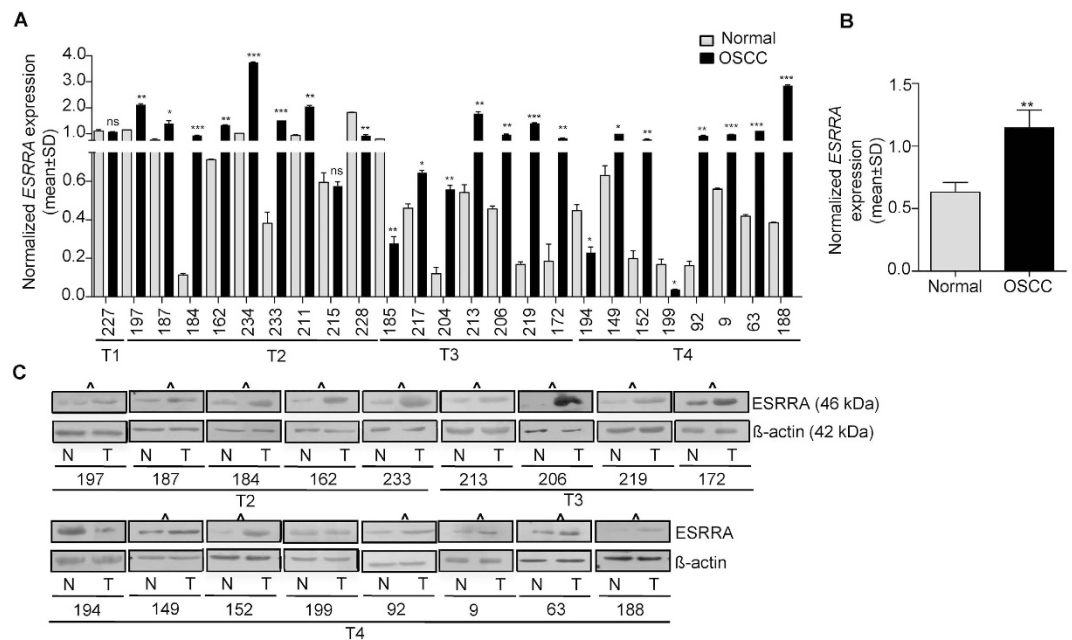 A
Normal
OSCC
Normalized ESRRA expression
(mean±SD)
4.0
3.0
2.0
1.0
0.6
0.4
0.2
0.0
ns ** * *** ** *** *** ** ns ** ** * ** ** ** *** ** * * ** * ** *** *** ***
227 197 187 184 162 234 233 211 215 228 185 217 204 213 206 219 172 194 149 152 199 92 9 63 188
T1 T2 T3 T4
B
Normalized ESRRA
expression
(mean±SD)
1.5
1.0
0.5
0.0
**
Normal OSCC
C
^ ^ ^ ^ ^ ^ ^ ^ ^
ESRRA (46 kDa)
ß-actin (42 kDa)
N T N T N T N T N T N T N T N T N T
197 187 184 162 233 213 206 219 172
T2 T3
^ ^ ^ ^ ^ ^
ESRRA
ß-actin
N T N T N T N T N T N T N T N T
194 149 152 199 92 9 63 188
T4